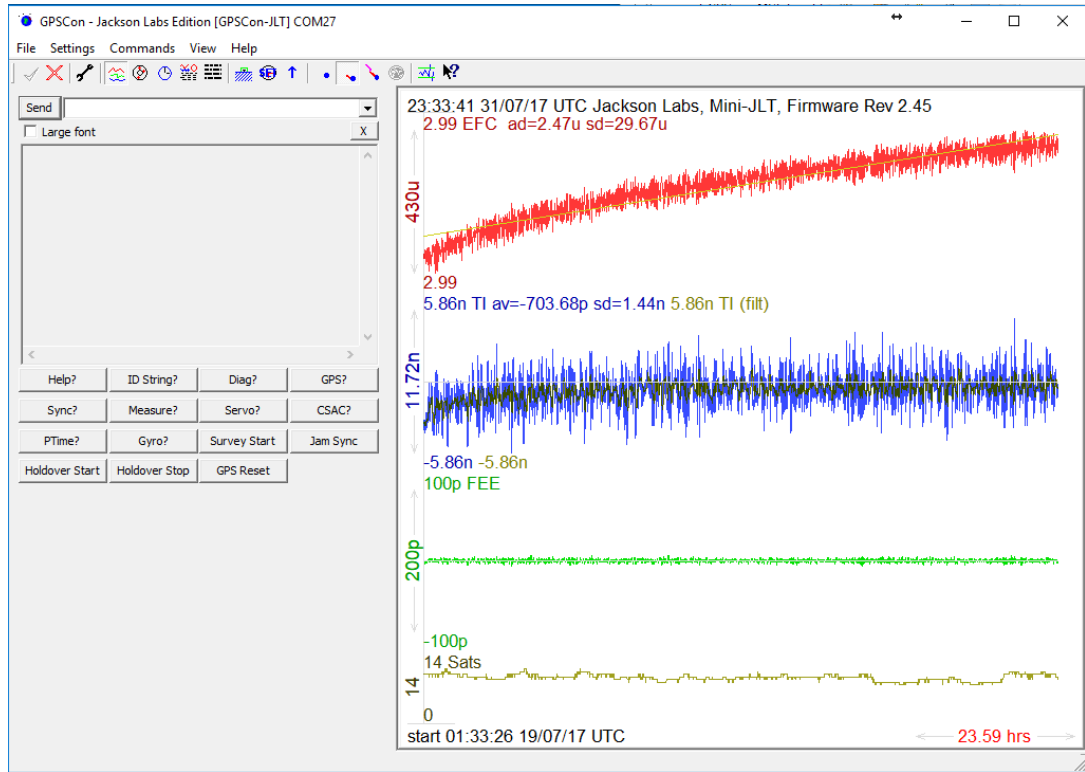 GPSCon - Jackson Labs Edition [GPSCon-JLT] COM27
File Settings Commands View Help
Send
Large font X
Help? ID String? Diag? GPS?
Sync? Measure? Servo? CSAC?
PTime? Gyro? Survey Start Jam Sync
Holdover Start Holdover Stop GPS Reset
23:33:41 31/07/17 UTC Jackson Labs, Mini-JLT, Firmware Rev 2.45
2.99 EFC ad=2.47u sd=29.67u
430u
2.99
5.86n TI av=-703.68p sd=1.44n 5.86n TI (filt)
11.72n
-5.86n -5.86n
100p FEE
200p
-100p
14 Sats
14
0
start 01:33:26 19/07/17 UTC
23.59 hrs